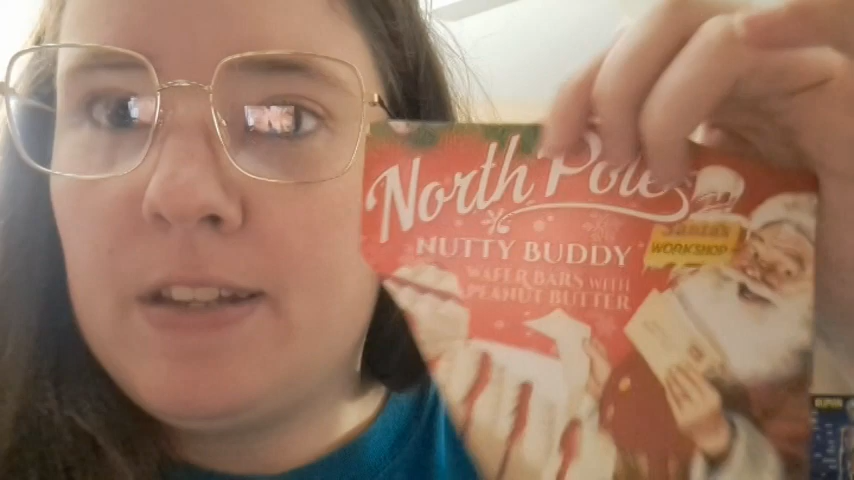 North Pole
NUTTY BUDDY
WAFER BARS WITH
PEANUT BUTTER
Santa's
WORKSHOP